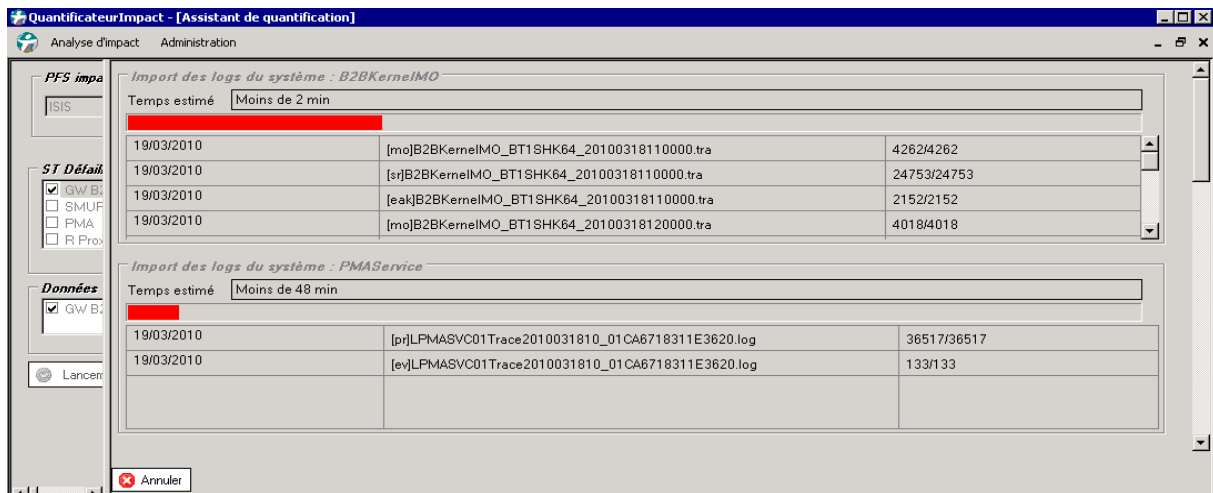 QuantificateurImpact - [Assistant de quantification]
Analyse d'impact Administration
PFS impa
ISIS
ST Défail
GW B2
SMUF
PMA
R Prox
Données
GW B2
Lancem
Import des logs du système : B2BKernelMO
Temps estimé Moins de 2 min
19/03/2010 [mo]B2BKernelMO_BT1SHK64_20100318110000.tra 4262/4262
19/03/2010 [sr]B2BKernelMO_BT1SHK64_20100318110000.tra 24753/24753
19/03/2010 [eak]B2BKernelMO_BT1SHK64_20100318110000.tra 2152/2152
19/03/2010 [mo]B2BKernelMO_BT1SHK64_20100318120000.tra 4018/4018
Import des logs du système : PMAService
Temps estimé Moins de 48 min
19/03/2010 [pr]LPMASVC01Trace2010031810_01CA6718311E3620.log 36517/36517
19/03/2010 [ev]LPMASVC01Trace2010031810_01CA6718311E3620.log 133/133
Annuler